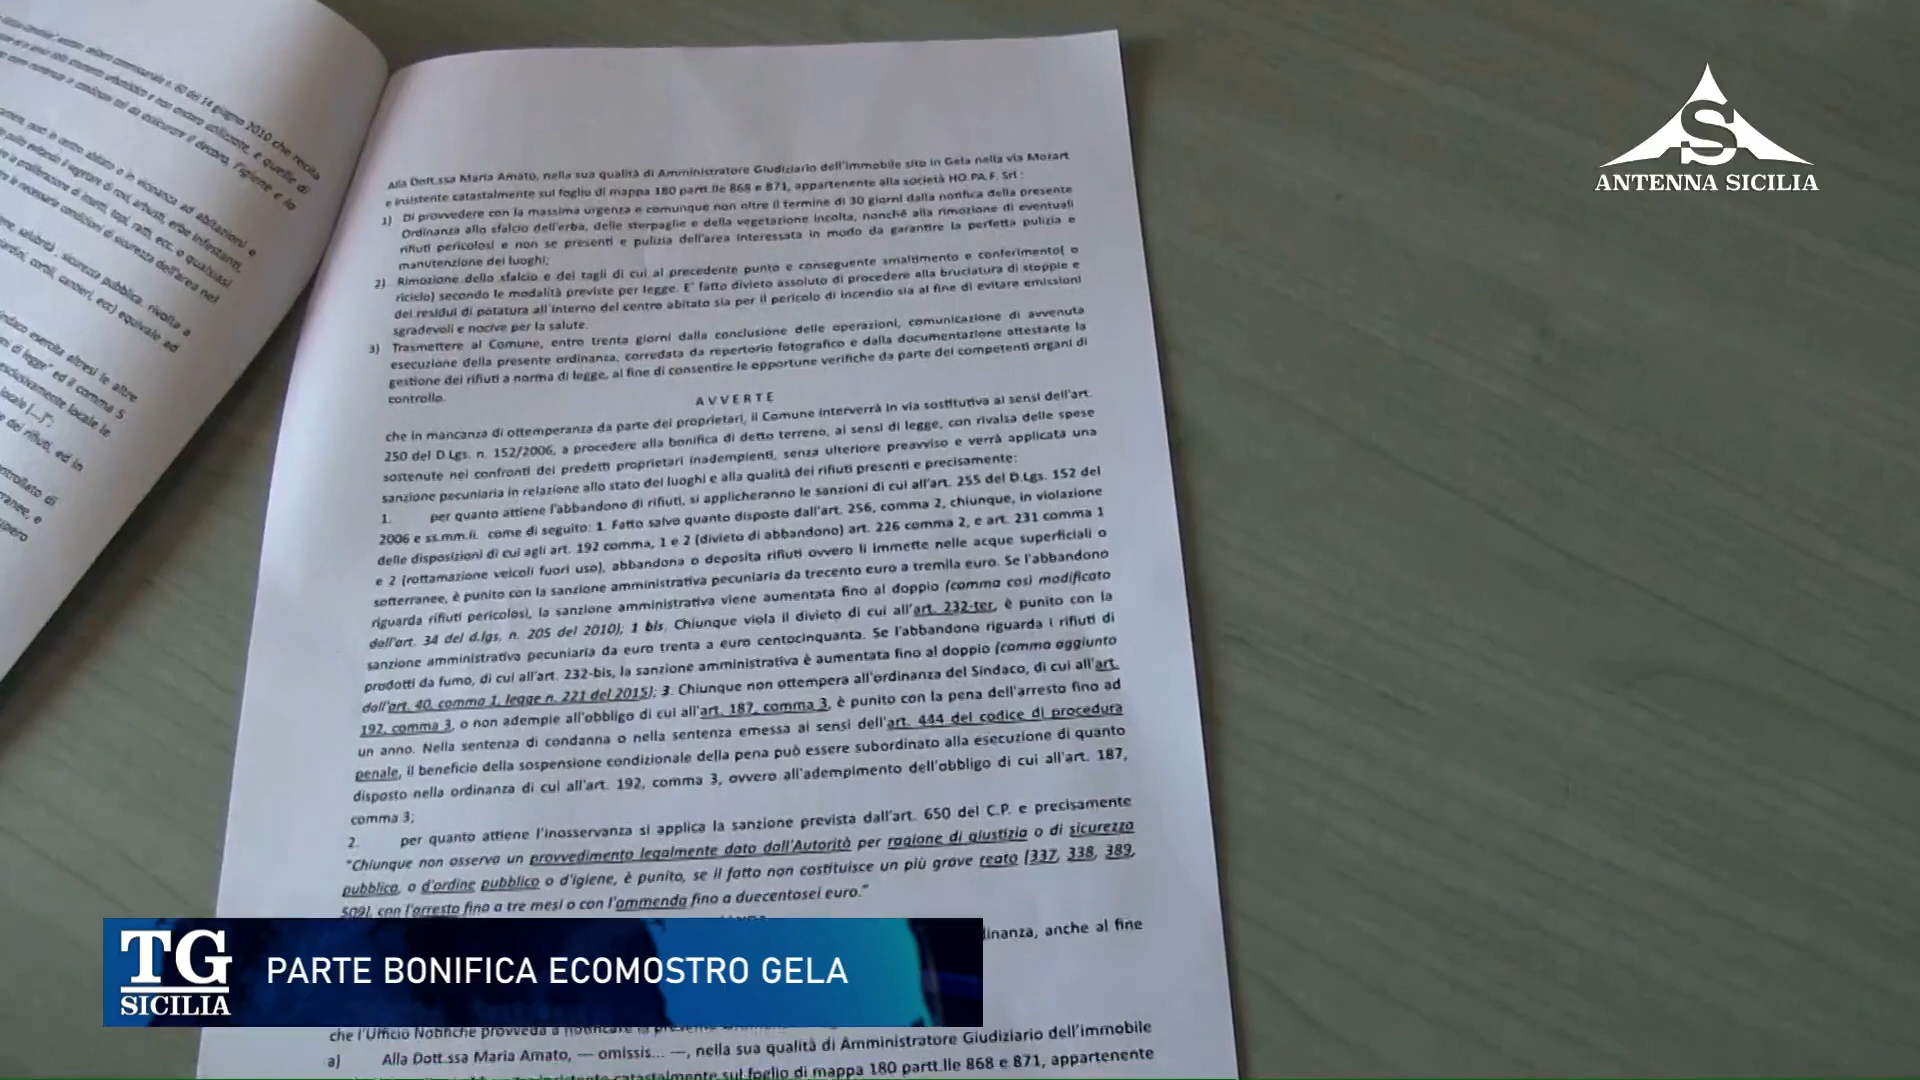 cantiere" assunto, delibera commissariale n. 60 del 14 giugno 2010 che recita
S
ANTENNA SICILIA
Alla Dott.ssa Maria Amato, nella sua qualità di Amministratore Giudiziario dell'immobile sito in Gela nella via Mozart
e insistente catastalmente sul foglio di mappa 180 partt.lle 868 e 871, appartenente alla società HO.PA.F. Srl :
1) Di provvedere con la massima urgenza e comunque non oltre il termine di 30 giorni dalla notifica della presente
Ordinanza allo sfalcio dell'erba, delle sterpaglie e della vegetazione incolta, nonché alla rimozione di eventuali
rifiuti pericolosi e non se presenti e pulizia dell'area interessata in modo da garantire la perfetta pulizia e
manutenzione dei luoghi;
2) Rimozione dello sfalcio e dei tagli di cui al precedente punto e conseguente smaltimento e conferimento( o
riciclo) secondo le modalità previste per legge. E' fatto divieto assoluto di procedere alla bruciatura di stoppie e
dei residui di potatura all'interno del centro abitato sia per il pericolo di incendio sia al fine di evitare emissioni
sgradevoli e nocive per la salute.
3) Trasmettere al Comune, entro trenta giorni dalla conclusione delle operazioni, comunicazione di avvenuta
esecuzione della presente ordinanza, corredata da repertorio fotografico e dalla documentazione attestante la
gestione dei rifiuti a norma di legge, al fine di consentire le opportune verifiche da parte dei competenti organi di
controllo.
AVVERTE
che in mancanza di ottemperanza da parte dei proprietari, il Comune interverrà in via sostitutiva ai sensi dell'art.
250 del D.Lgs. n. 152/2006, a procedere alla bonifica di detto terreno, ai sensi di legge, con rivalsa delle spese
sostenute nei confronti dei predetti proprietari inadempienti, senza ulteriore preavviso e verrà applicata una
sanzione pecuniaria in relazione allo stato dei luoghi e alla qualità dei rifiuti presenti e precisamente:
1. per quanto attiene l'abbandono di rifiuti, si applicheranno le sanzioni di cui all'art. 255 del D.Lgs. 152 del
2006 e ss.mm.ii. come di seguito: 1. Fatto salvo quanto disposto dall'art. 256, comma 2, chiunque, in violazione
delle disposizioni di cui agli art. 192 comma, 1 e 2 (divieto di abbandono) art. 226 comma 2, e art. 231 comma 1
e 2 (rottamazione veicoli fuori uso), abbandona o deposita rifiuti ovvero li immette nelle acque superficiali o
sotterranee, è punito con la sanzione amministrativa pecuniaria da trecento euro a tremila euro. Se l'abbandono
riguarda rifiuti pericolosi, la sanzione amministrativa viene aumentata fino al doppio (comma così modificato
dall'art. 34 del d.lgs. n. 205 del 2010); 1 bis. Chiunque viola il divieto di cui all'art. 232-ter, è punito con la
sanzione amministrativa pecuniaria da euro trenta a euro centocinquanta. Se l'abbandono riguarda i rifiuti di
prodotti da fumo, di cui all'art. 232-bis, la sanzione amministrativa è aumentata fino al doppio (comma aggiunto
dall'art. 40, comma 1, legge n. 221 del 2015); 3. Chiunque non ottempera all'ordinanza del Sindaco, di cui all'art.
192, comma 3, o non adempie all'obbligo di cui all'art. 187, comma 3, è punito con la pena dell'arresto fino ad
un anno. Nella sentenza di condanna o nella sentenza emessa ai sensi dell'art. 444 del codice di procedura
penale, il beneficio della sospensione condizionale della pena può essere subordinato alla esecuzione di quanto
disposto nella ordinanza di cui all'art. 192, comma 3, ovvero all'adempimento dell'obbligo di cui all'art. 187,
comma 3;
2. per quanto attiene l'inosservanza si applica la sanzione prevista dall'art. 650 del C.P. e precisamente
"Chiunque non osserva un provvedimento legalmente dato dall'Autorità per ragione di giustizia o di sicurezza
pubblica, o d'ordine pubblico o d'igiene, è punito, se il fatto non costituisce un più grave reato [337, 338, 389,
509], con l'arresto fino a tre mesi o con l'ammenda fino a duecentosei euro."
dinanza, anche al fine
TG
SICILIA
PARTE BONIFICA ECOMOSTRO GELA
che l'Ufficio Notifiche provveda a notificare la
a) Alla Dott.ssa Maria Amato, — omissis... —, nella sua qualità di Amministratore Giudiziario dell'immobile
catastalmente sul foglio di mappa 180 partt.lle 868 e 871, appartenente